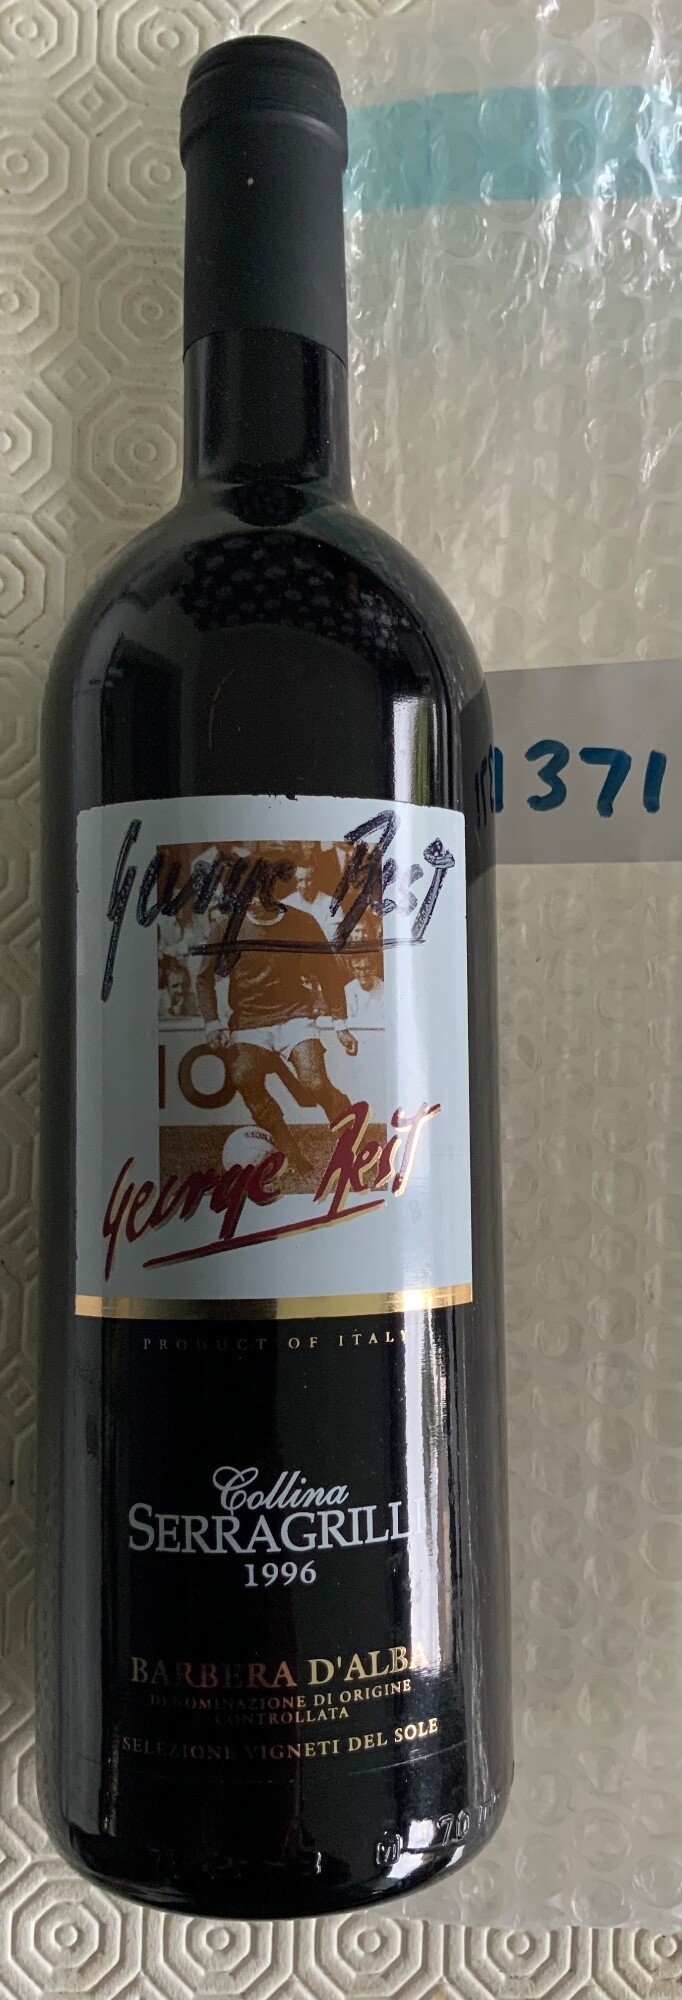 371
George Best
10
George Best
PRODUCT OF ITALY
Collina
SERRAGRILLI
1996
BARBERA D'ALBA
DENOMINAZIONE DI ORIGINE
CONTROLLATA
SELEZIONE VIGNETI DEL SOLE
70